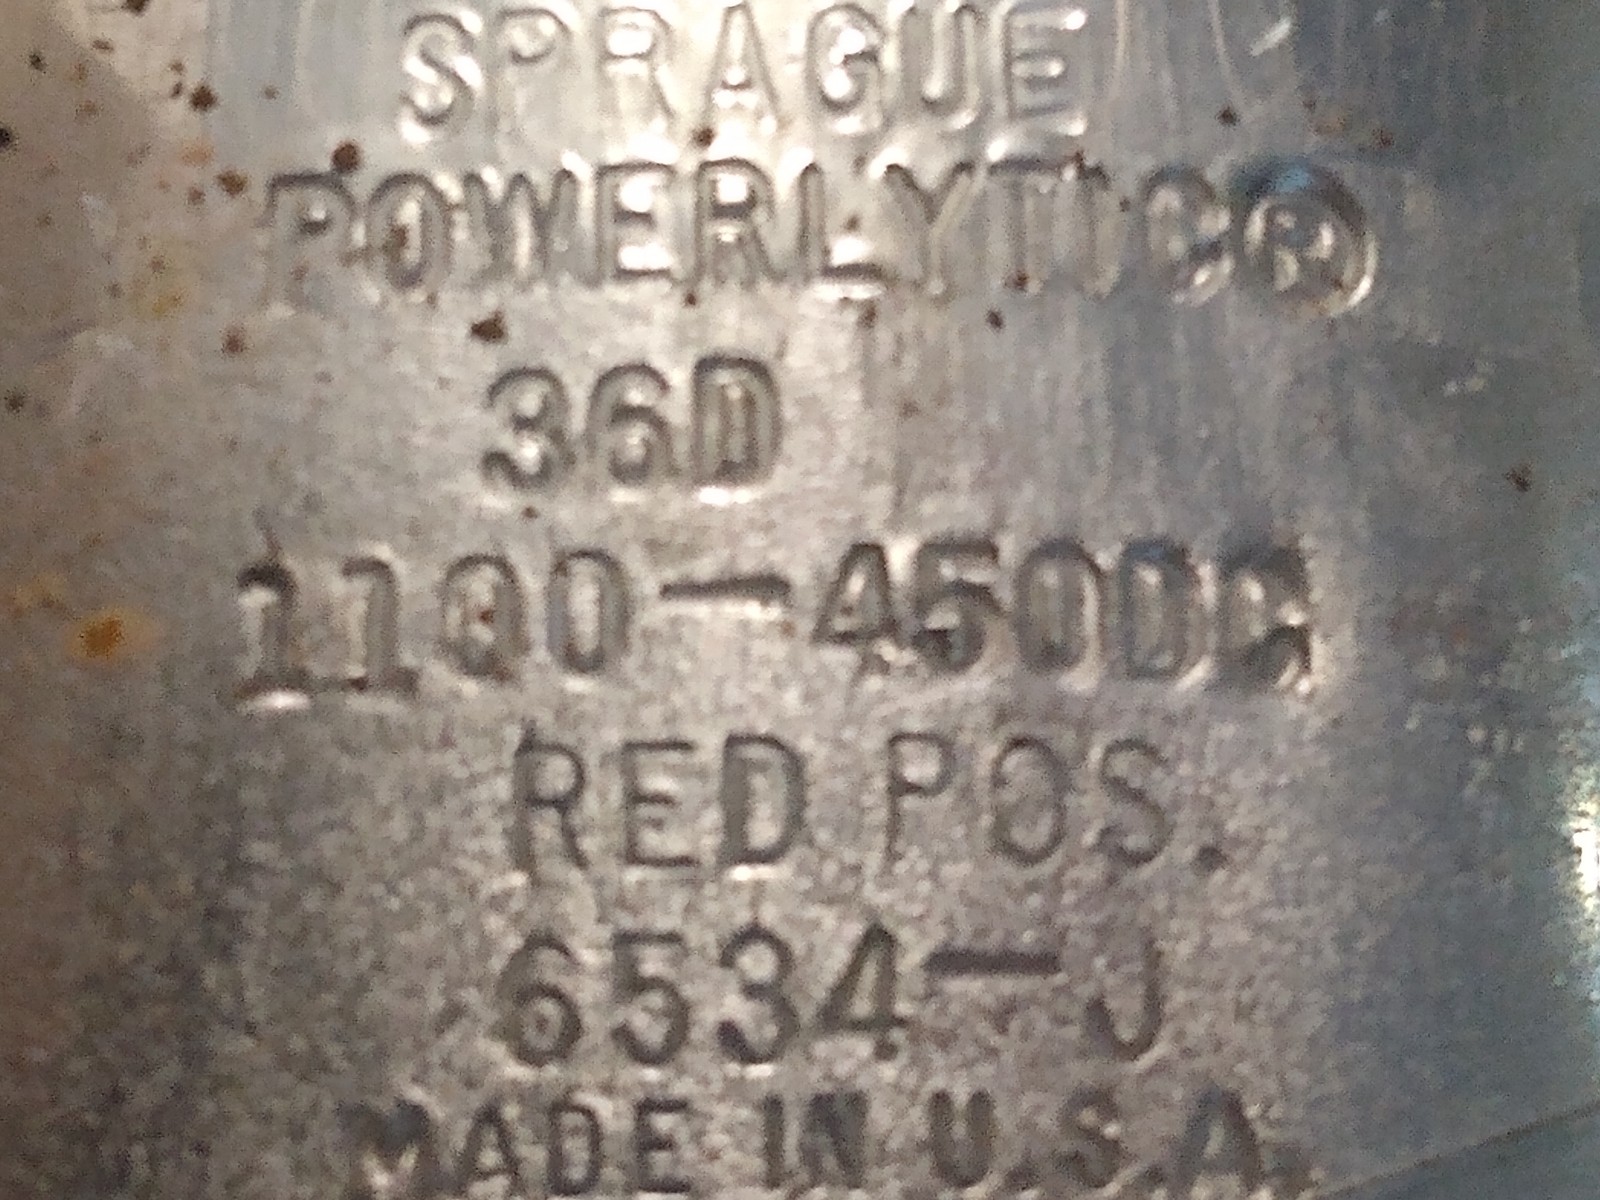 SPRAGUE
POWERLYTIC®
36D
1100-450DC
RED POS.
6534-J
MADE IN U.S.A.